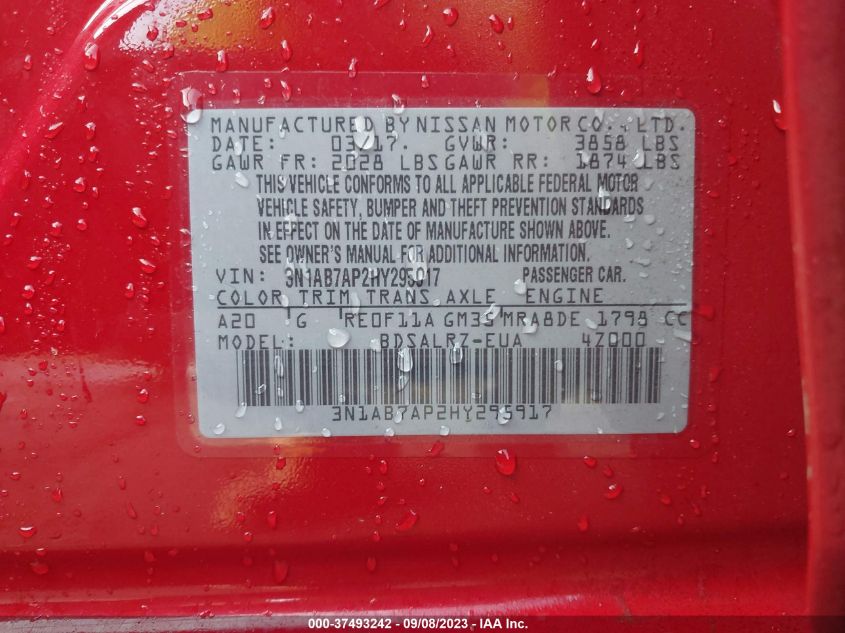 MANUFACTURED BY NISSAN MOTOR CO., LTD.
DATE: 03/17. GVWR: 3858 LBS
GAWR FR: 2028 LBS GAWR RR: 1874 LBS
THIS VEHICLE CONFORMS TO ALL APPLICABLE FEDERAL MOTOR
VEHICLE SAFETY, BUMPER AND THEFT PREVENTION STANDARDS
IN EFFECT ON THE DATE OF MANUFACTURE SHOWN ABOVE.
SEE OWNER'S MANUAL FOR ADDITIONAL INFORMATION.
VIN: 3N1AB7AP2HY295917 PASSENGER CAR.
COLOR TRIM TRANS AXLE ENGINE
A20 G RE0F11A GM35 MRA8DE 1798 CC
MODEL: BDSALRZ-EUA 4Z000
3N1AB7AP2HY295917
000-37493242 - 09/08/2023 - IAA Inc.